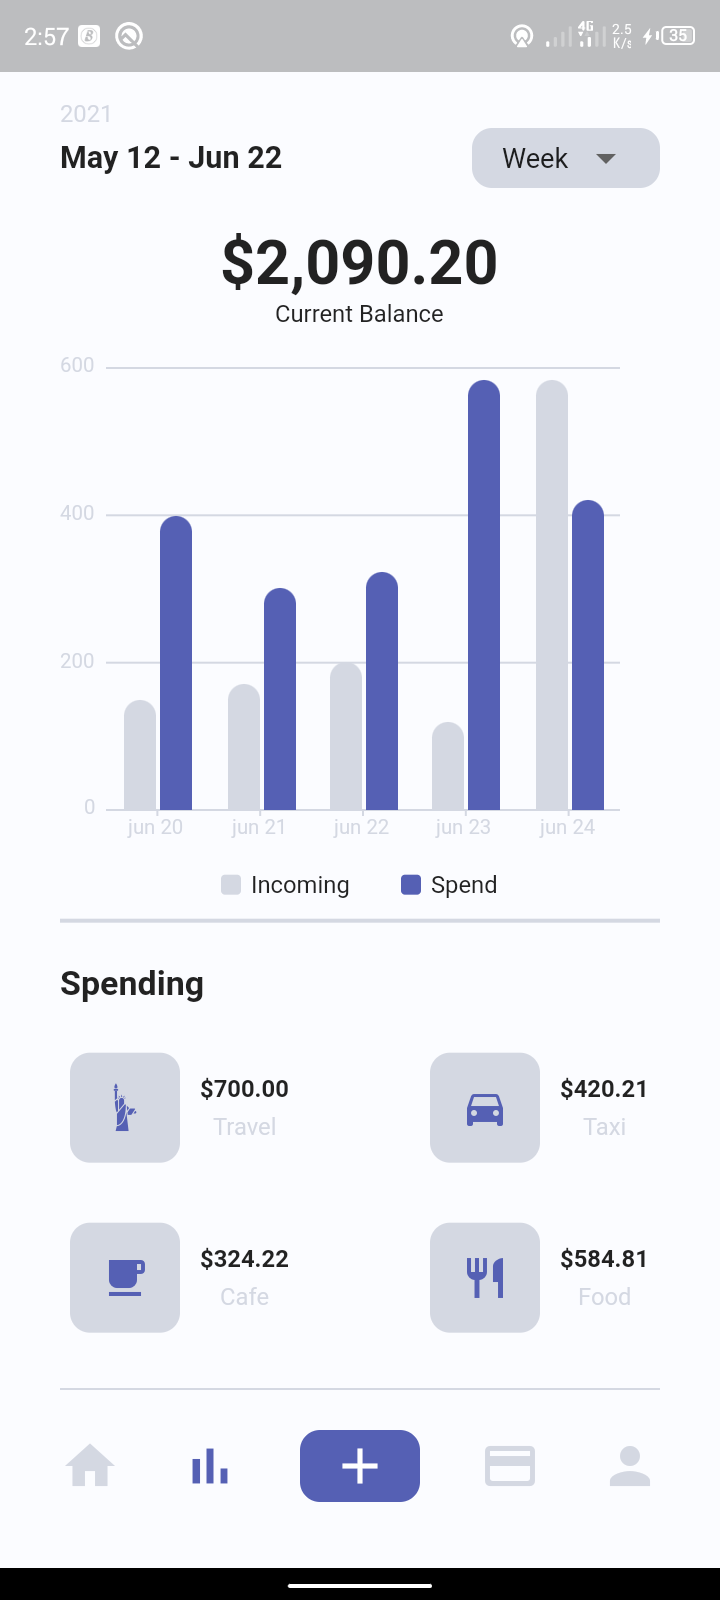 2:57
4G 2.5 K/s 35
2021
May 12 - Jun 22
Week
$2,090.20
Current Balance
600
400
200
0
jun 20 jun 21 jun 22 jun 23 jun 24
Incoming Spend
Spending
$700.00 $420.21
Travel Taxi
$324.22 $584.81
Cafe Food